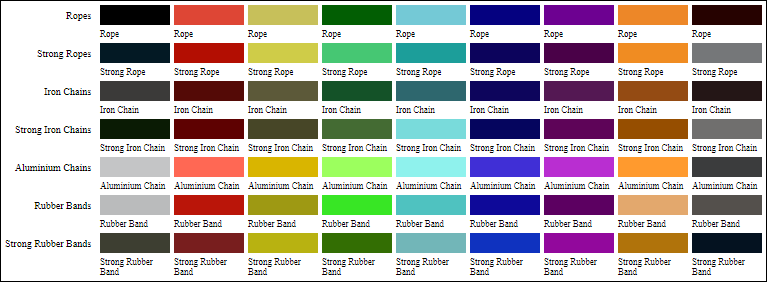 Ropes
Rope Rope Rope Rope Rope Rope Rope Rope Rope
Strong Ropes
Strong Rope Strong Rope Strong Rope Strong Rope Strong Rope Strong Rope Strong Rope Strong Rope Strong Rope
Iron Chains
Iron Chain Iron Chain Iron Chain Iron Chain Iron Chain Iron Chain Iron Chain Iron Chain Iron Chain
Strong Iron Chains
Strong Iron Chain Strong Iron Chain Strong Iron Chain Strong Iron Chain Strong Iron Chain Strong Iron Chain Strong Iron Chain Strong Iron Chain Strong Iron Chain
Aluminium Chains
Aluminium Chain Aluminium Chain Aluminium Chain Aluminium Chain Aluminium Chain Aluminium Chain Aluminium Chain Aluminium Chain Aluminium Chain
Rubber Bands
Rubber Band Rubber Band Rubber Band Rubber Band Rubber Band Rubber Band Rubber Band Rubber Band Rubber Band
Strong Rubber Bands
Strong Rubber Strong Rubber Strong Rubber Strong Rubber Strong Rubber Strong Rubber Strong Rubber Strong Rubber Strong Rubber
Band Band Band Band Band Band Band Band Band